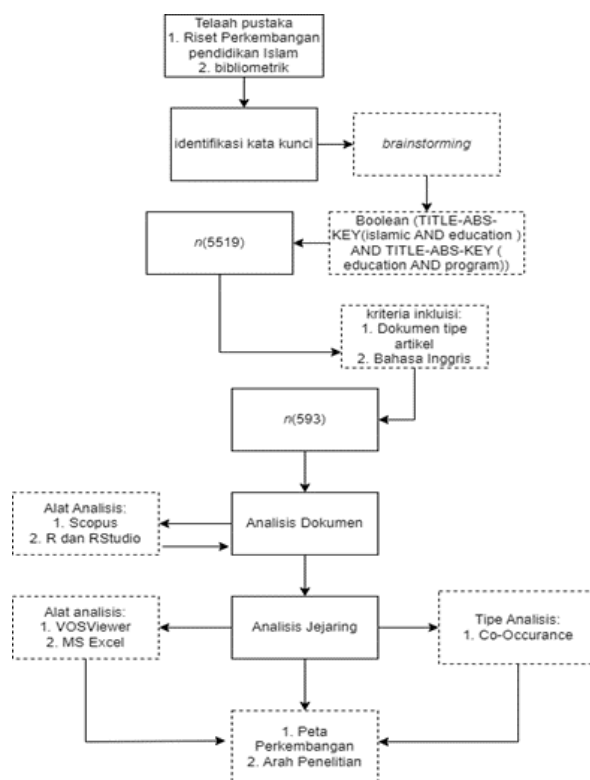 Telaah pustaka
1. Riset Perkembangan
pendidikan Islam
2. bibliometrik
identifikasi kata kunci
brainstorming
Boolean (TITLE-ABS-
KEY(islamic AND education )
AND TITLE-ABS-KEY (
education AND program))
n(5519)
kriteria inkluisi:
1. Dokumen tipe
artikel
2. Bahasa Inggris
n(593)
Alat Analisis:
1. Scopus
2. R dan RStudio
Analisis Dokumen
Alat analisis:
1. VOSViewer
2. MS Excel
Analisis Jejaring
Tipe Analisis:
1. Co-Occurance
1. Peta
Perkembangan
2. Arah Penelitian